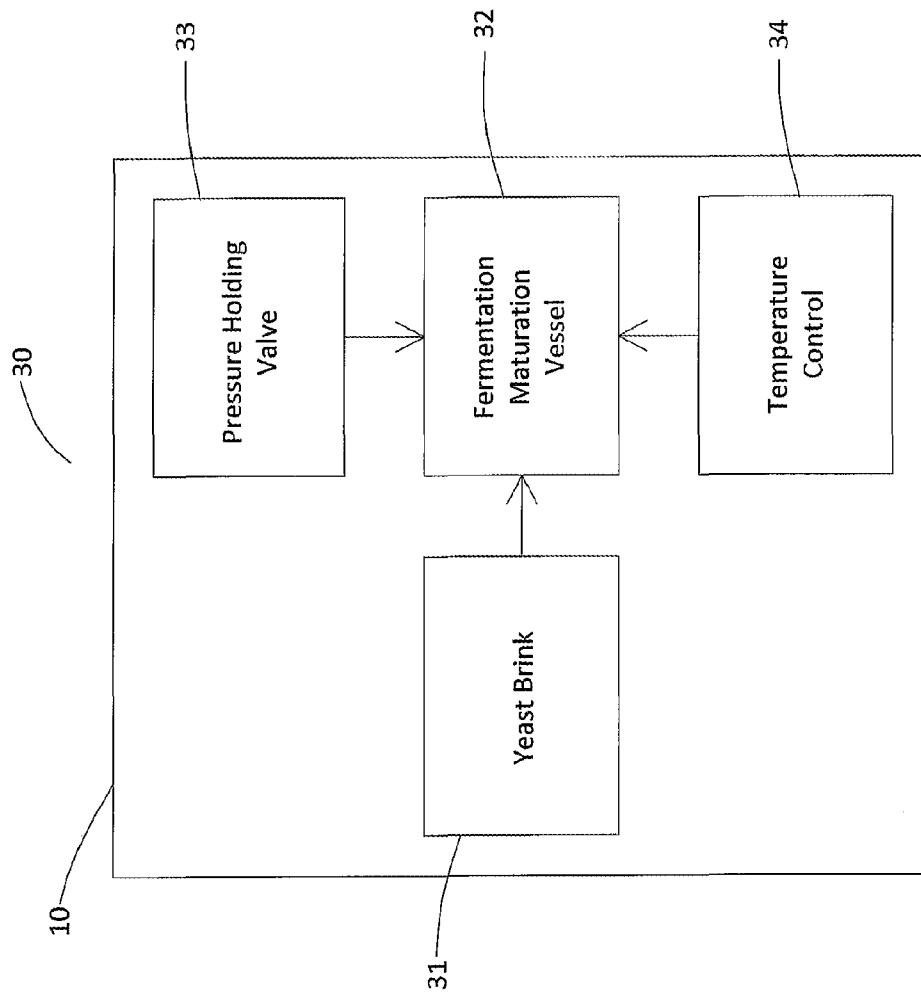 30
10
33
Pressure Holding
Valve
31
Yeast Brink
Fermentation
Maturation
Vessel
32
Temperature
Control
34